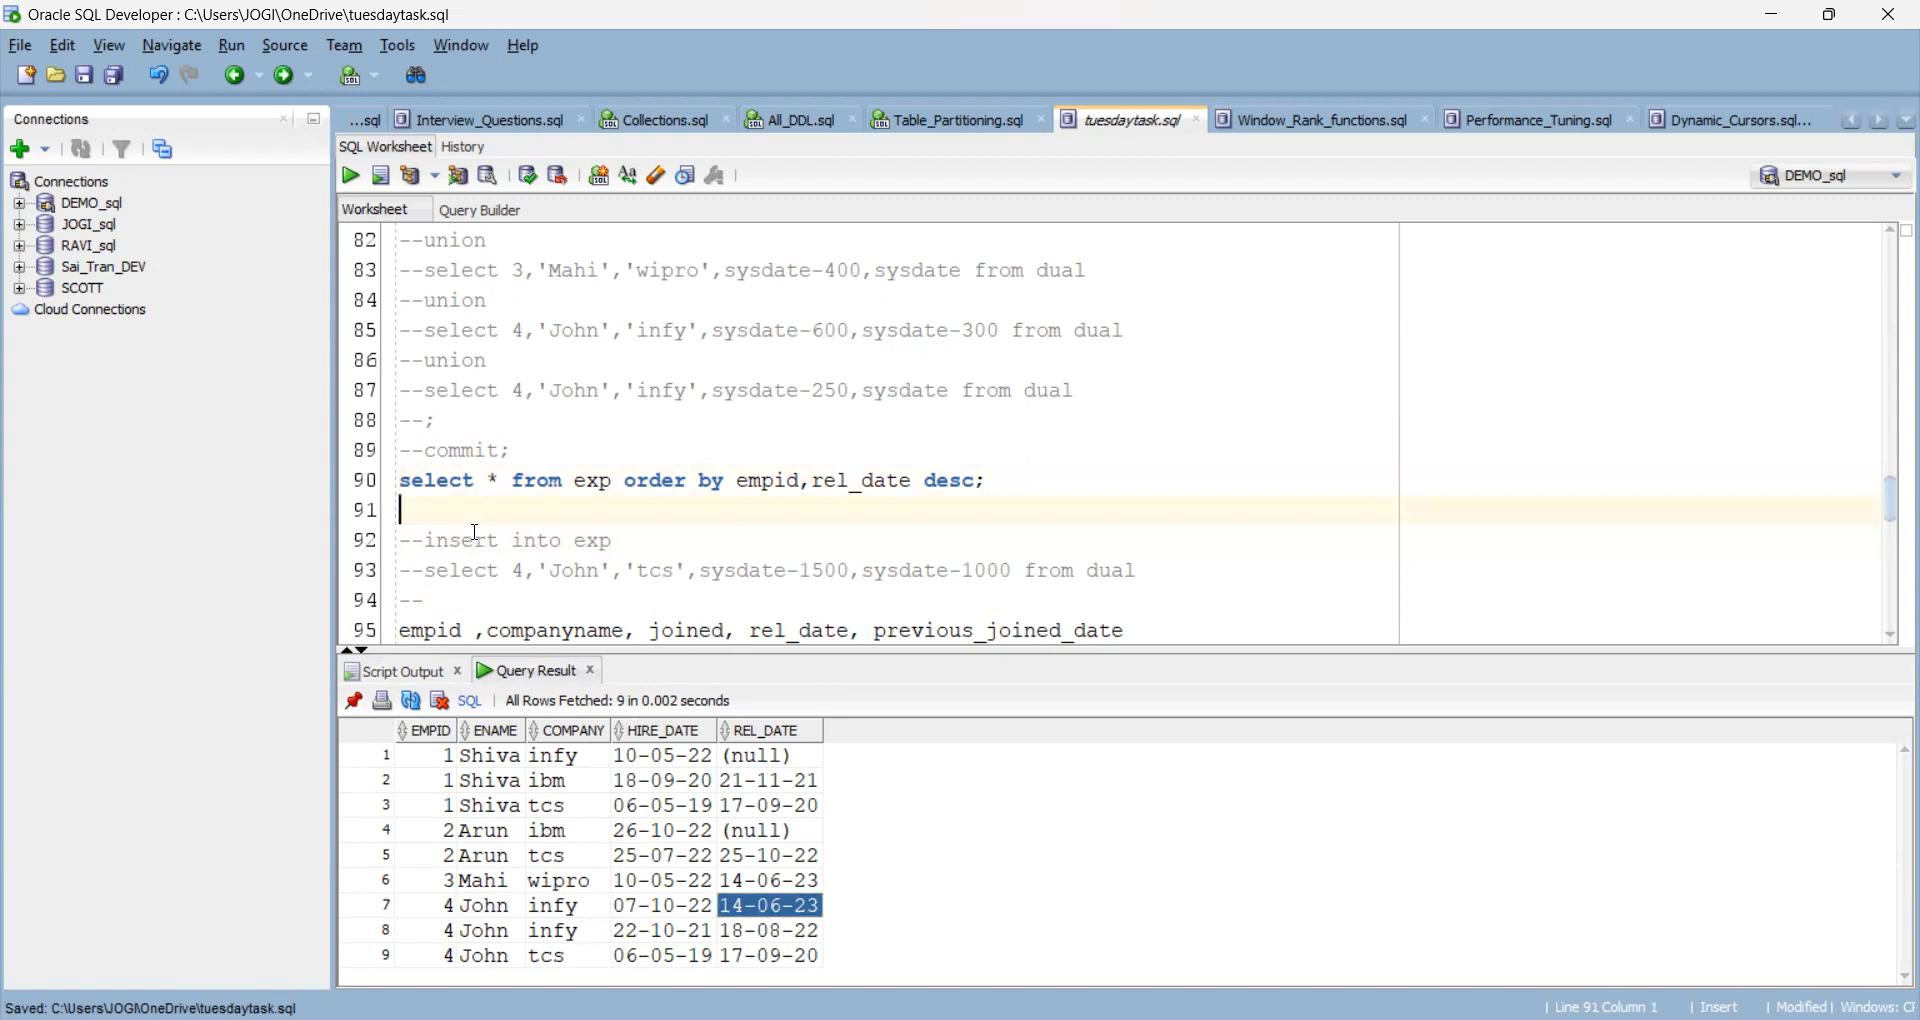 Oracle SQL Developer : C:\Users\JOGI\OneDrive\tuesdaytask.sql
File Edit View Navigate Run Source Team Tools Window Help
Connections
...sql Interview_Questions.sql Collections.sql All_DDL.sql Table_Partitioning.sql tuesdaytask.sql Window_Rank_functions.sql Performance_Tuning.sql Dynamic_Cursors.sql...
SQL Worksheet History
DEMO_sql
Worksheet Query Builder
Connections
DEMO_sql
JOGI_sql
RAVI_sql
Sai_Tran_DEV
SCOTT
Cloud Connections
82 --union
83 --select 3,'Mahi','wipro',sysdate-400,sysdate from dual
84 --union
85 --select 4,'John','infy',sysdate-600,sysdate-300 from dual
86 --union
87 --select 4,'John','infy',sysdate-250,sysdate from dual
88 --;
89 --commit;
90 select * from exp order by empid,rel_date desc;
91
92 --insert into exp
93 --select 4,'John','tcs',sysdate-1500,sysdate-1000 from dual
94 --
95 empid ,companyname, joined, rel_date, previous_joined_date
Script Output Query Result
SQL All Rows Fetched: 9 in 0.002 seconds
EMPID ENAME COMPANY HIRE_DATE REL_DATE
1 1 Shiva infy 10-05-22 (null)
2 1 Shiva ibm 18-09-20 21-11-21
3 1 Shiva tcs 06-05-19 17-09-20
4 2 Arun ibm 26-10-22 (null)
5 2 Arun tcs 25-07-22 25-10-22
6 3 Mahi wipro 10-05-22 14-06-23
7 4 John infy 07-10-22 14-06-23
8 4 John infy 22-10-21 18-08-22
9 4 John tcs 06-05-19 17-09-20
Saved: C:\Users\JOGI\OneDrive\tuesdaytask.sql
Line 91 Column 1 Insert Modified Windows: